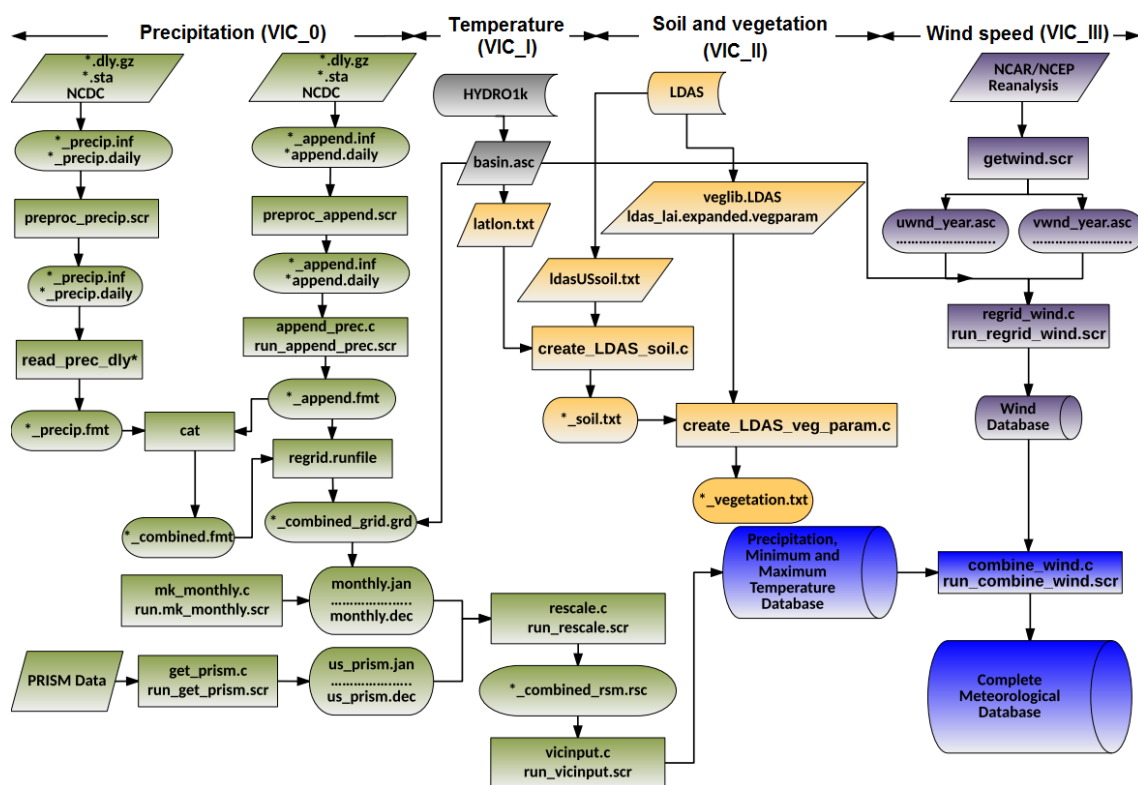 Precipitation (VIC_0)
Temperature
(VIC_I)
Soil and vegetation
(VIC_II)
Wind speed (VIC_III)
*.dly.gz
*.sta
NCDC
*_precip.inf
*_precip.daily
preproc_precip.scr
*_precip.inf
*_precip.daily
read_prec_dly*
*_precip.fmt
*.dly.gz
*.sta
NCDC
*_append.inf
*append.daily
preproc_append.scr
*_append.inf
*append.daily
append_prec.c
run_append_prec.scr
*_append.fmt
cat
regrid.runfile
*_combined.fmt
*_combined_grid.grd
mk_monthly.c
run.mk_monthly.scr
monthly.jan
.....................
monthly.dec
PRISM Data
get_prism.c
run_get_prism.scr
us_prism.jan
.....................
us_prism.dec
rescale.c
run_rescale.scr
*_combined_rsm.rsc
vicinput.c
run_vicinput.scr
HYDRO1k
basin.asc
latlon.txt
LDAS
veglib.LDAS
ldas_lai.expanded.vegparam
ldasUSsoil.txt
create_LDAS_soil.c
*_soil.txt
create_LDAS_veg_param.c
*_vegetation.txt
Precipitation,
Minimum and
Maximum
Temperature
Database
NCAR/NCEP
Reanalysis
getwind.scr
uwnd_year.asc
.........................
vwnd_year.asc
.........................
regrid_wind.c
run_regrid_wind.scr
Wind
Database
combine_wind.c
run_combine_wind.scr
Complete
Meteorological
Database